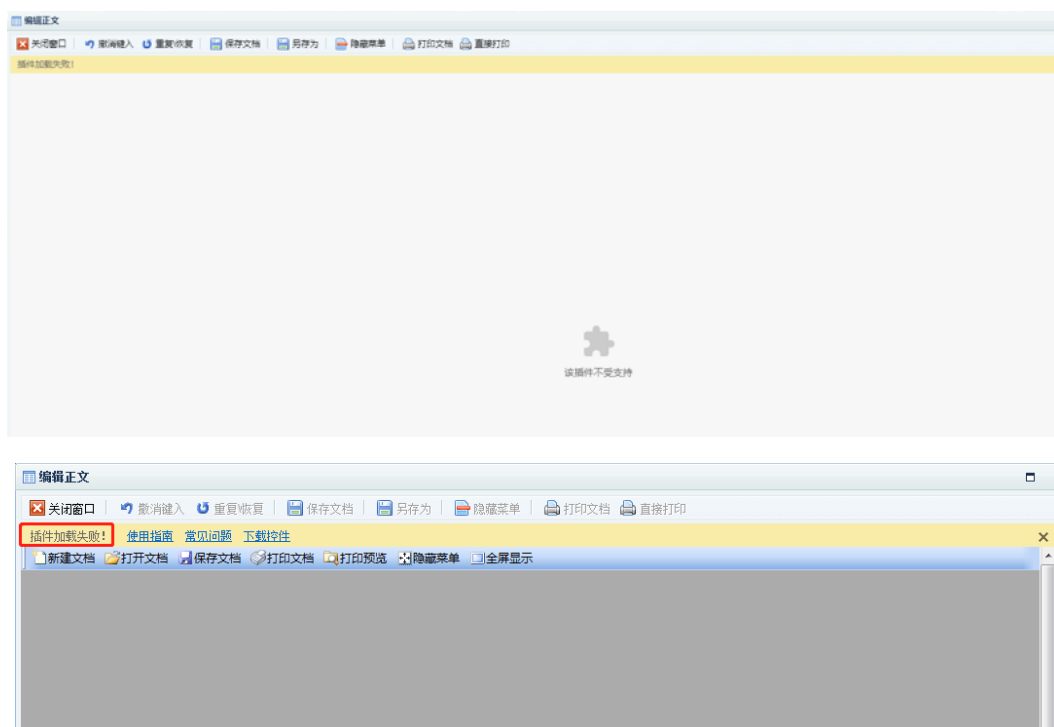 编辑正文
关闭窗口 撤消键入 重复\恢复 保存文档 另存为 隐藏菜单 打印文档 直接打印
插件加载失败!
该插件不受支持
编辑正文
关闭窗口 撤消键入 重复\恢复 保存文档 另存为 隐藏菜单 打印文档 直接打印
插件加载失败! 使用指南 常见问题 下载控件
新建文档 打开文档 保存文档 打印文档 打印预览 隐藏菜单 全屏显示